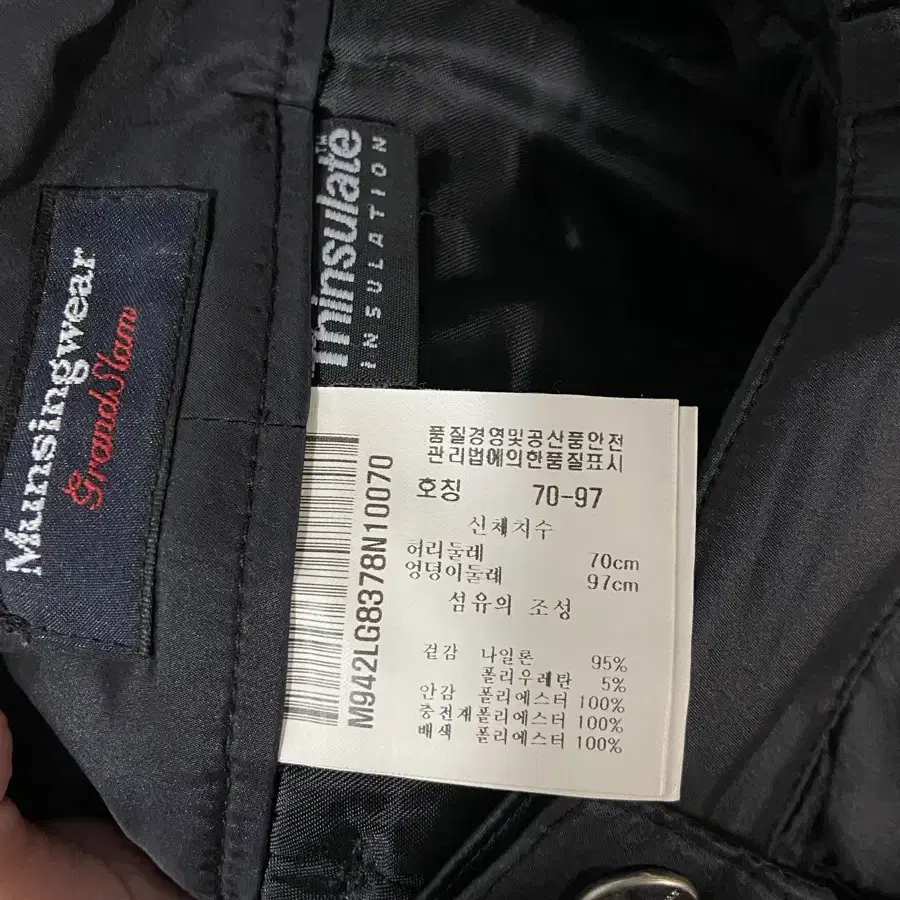 Munsingwear
GrandSlam
hinsulate
INSULATION
품질경영및공산품안전
관리법에의한품질표시
호칭 70-97
신체치수
허리둘레 70cm
엉덩이둘레 97cm
섬유의 조성
겉감 나일론 95%
폴리우레탄 5%
안감 폴리에스터 100%
충전재폴리에스터 100%
배색 폴리에스터 100%
M942LG8378N10070